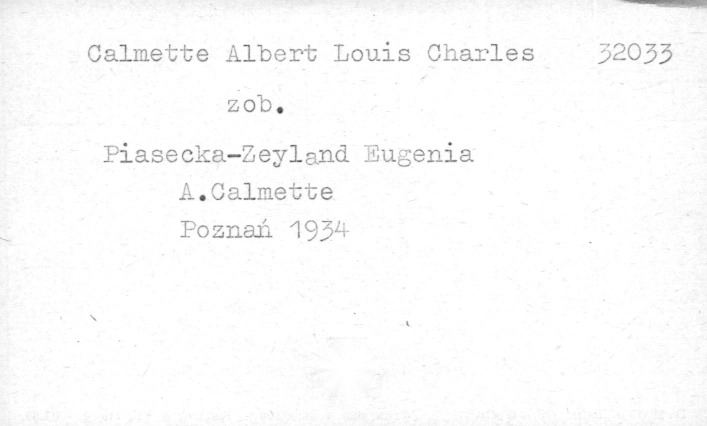 Calmette Albert Louis Charles 32033
zob.
Piasecka-Zeyland Eugenia
A.Calmette
Poznań 1934